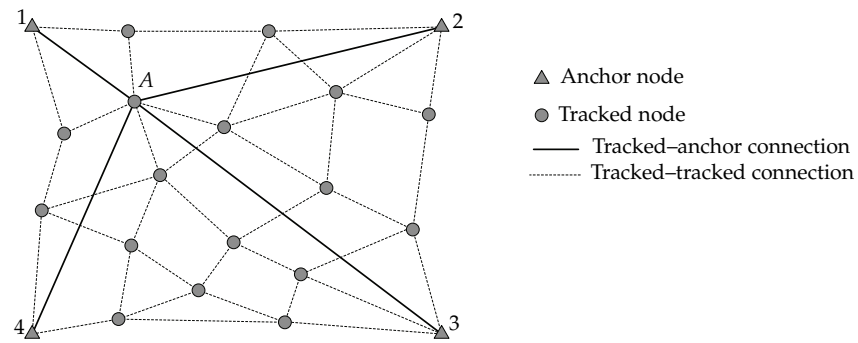 1
2
A
Anchor node
Tracked node
Tracked–anchor connection
Tracked–tracked connection
4
3